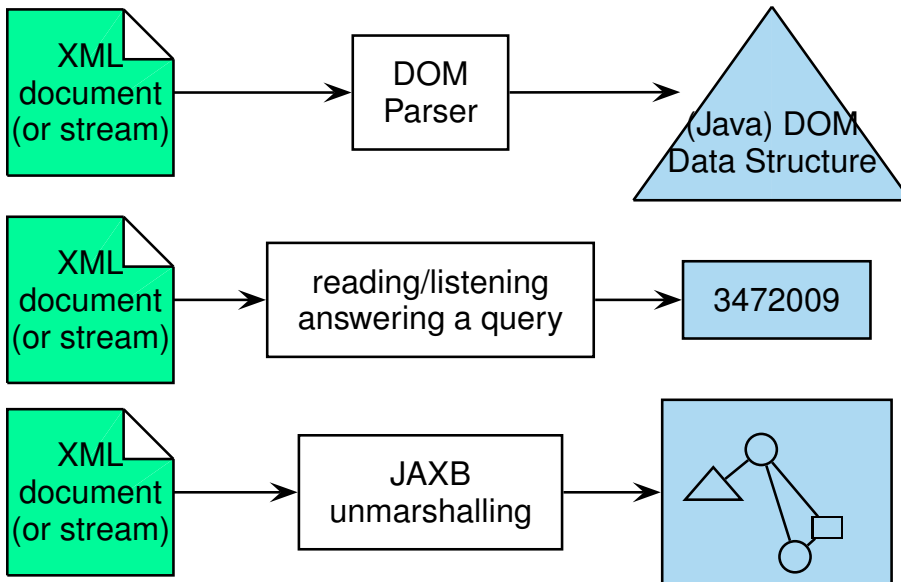 XML
document
(or stream)
DOM
Parser
(Java) DOM
Data Structure
XML
document
(or stream)
reading/listening
answering a query
3472009
XML
document
(or stream)
JAXB
unmarshalling